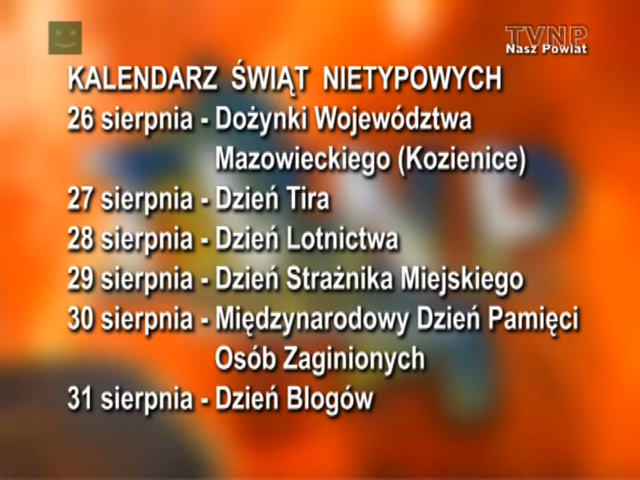 TVNP
Nasz Powiat
KALENDARZ ŚWIĄT NIETYPOWYCH
26 sierpnia - Dożynki Województwa
Mazowieckiego (Kozienice)
27 sierpnia - Dzień Tira
28 sierpnia - Dzień Lotnictwa
29 sierpnia - Dzień Strażnika Miejskiego
30 sierpnia - Międzynarodowy Dzień Pamięci
Osób Zaginionych
31 sierpnia - Dzień Blogów